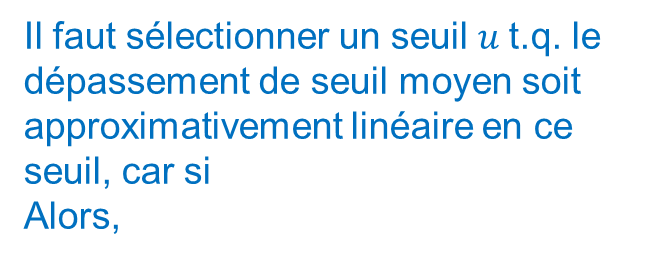 Il faut sélectionner un seuil 𝑢 t.q. le
dépassement de seuil moyen soit
approximativement linéaire en ce
seuil, car si
Alors,